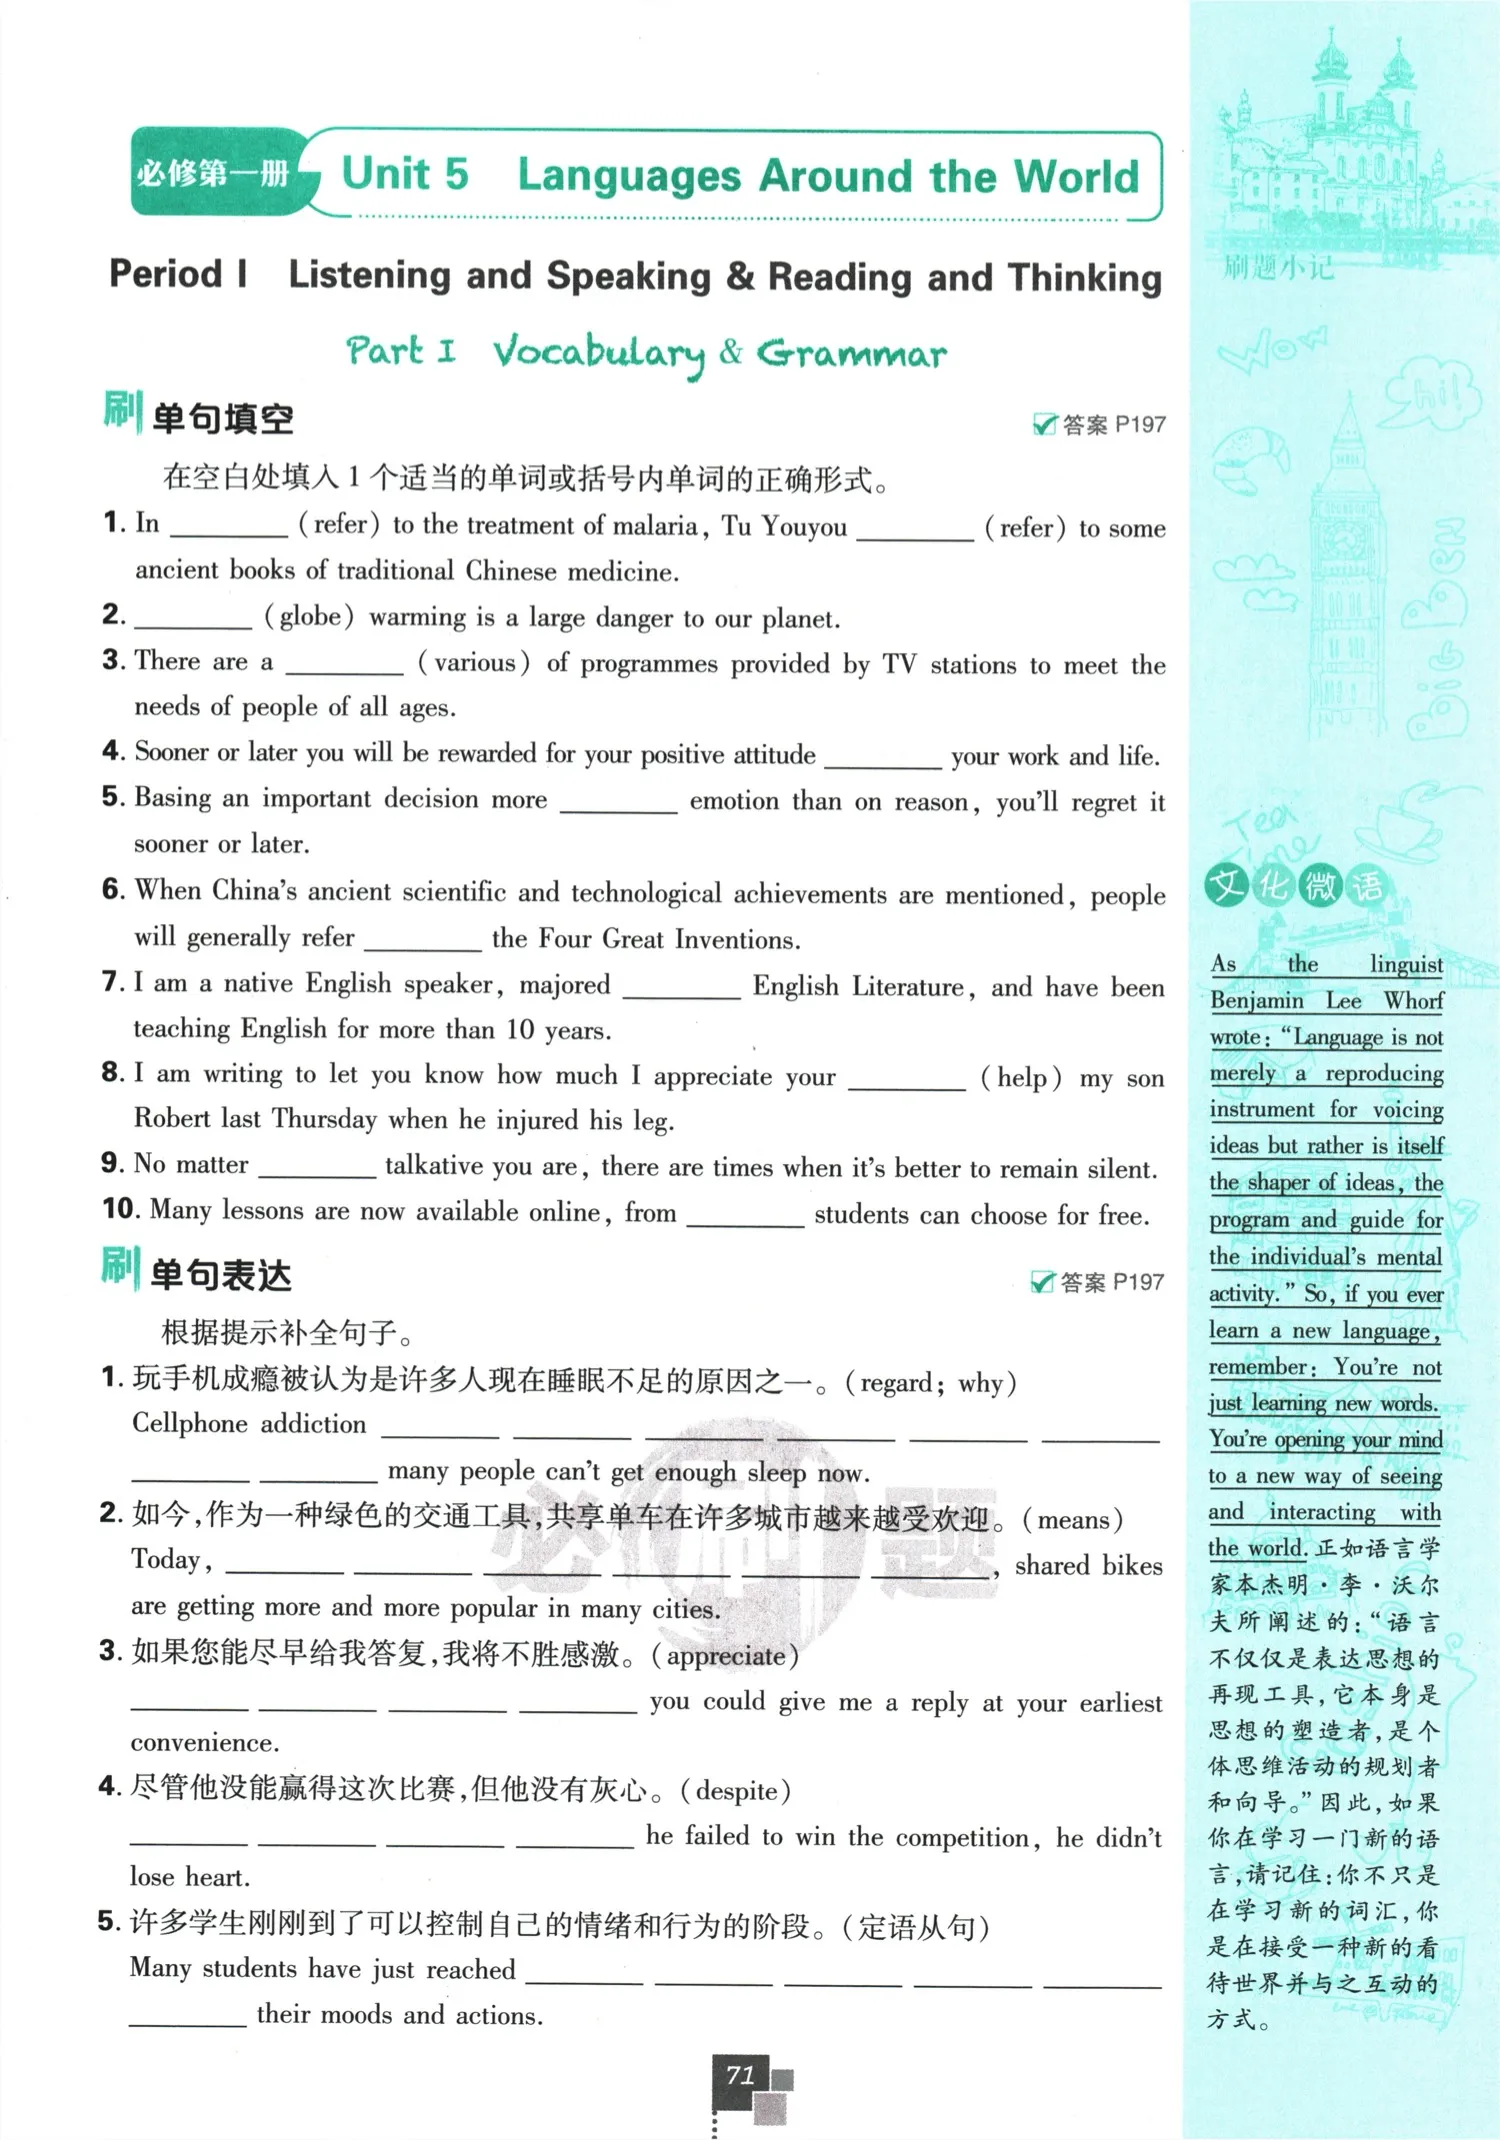 必修第一册
Unit 5 Languages Around the World
Period I Listening and Speaking & Reading and Thinking
Part I Vocabulary & Grammar
刷 单句填空
答案 P197
在空白处填入1个适当的单词或括号内单词的正确形式。
1. In ________ (refer) to the treatment of malaria, Tu Youyou ________ (refer) to some
ancient books of traditional Chinese medicine.
2. ________ (globe) warming is a large danger to our planet.
3. There are a ________ (various) of programmes provided by TV stations to meet the
needs of people of all ages.
4. Sooner or later you will be rewarded for your positive attitude ________ your work and life.
5. Basing an important decision more ________ emotion than on reason, you'll regret it
sooner or later.
6. When China's ancient scientific and technological achievements are mentioned, people
will generally refer ________ the Four Great Inventions.
7. I am a native English speaker, majored ________ English Literature, and have been
teaching English for more than 10 years.
8. I am writing to let you know how much I appreciate your ________ (help) my son
Robert last Thursday when he injured his leg.
9. No matter ________ talkative you are, there are times when it's better to remain silent.
10. Many lessons are now available online, from ________ students can choose for free.
刷 单句表达
答案 P197
根据提示补全句子。
1. 玩手机成瘾被认为是许多人现在睡眠不足的原因之一。(regard; why)
Cellphone addiction ________ ________ ________ ________ ________ ________
________ ________ many people can't get enough sleep now.
2. 如今,作为一种绿色的交通工具,共享单车在许多城市越来越受欢迎。(means)
Today, ________ ________ ________ ________ ________ ________, shared bikes
are getting more and more popular in many cities.
3. 如果您能尽早给我答复,我将不胜感激。(appreciate)
________ ________ ________ ________ you could give me a reply at your earliest
convenience.
4. 尽管他没能赢得这次比赛,但他没有灰心。(despite)
________ ________ ________ ________ he failed to win the competition, he didn't
lose heart.
5. 许多学生刚刚到了可以控制自己的情绪和行为的阶段。(定语从句)
Many students have just reached ________ ________ ________ ________ ________
________ their moods and actions.
必刷题
71
刷题小记
Wow
hi!
Big Ben
Tea
Time
文化微语
As the linguist
Benjamin Lee Whorf
wrote: “Language is not
merely a reproducing
instrument for voicing
ideas but rather is itself
the shaper of ideas, the
program and guide for
the individual's mental
activity.” So, if you ever
learn a new language,
remember: You're not
just learning new words.
You're opening your mind
to a new way of seeing
and interacting with
the world.正如语言学
家本杰明·李·沃尔
夫所阐述的:“语言
不仅仅是表达思想的
再现工具,它本身是
思想的塑造者,是个
体思维活动的规划者
和向导。”因此,如果
你在学习一门新的语
言,请记住:你不只是
在学习新的词汇,你
是在接受一种新的看
待世界并与之互动的
方式。